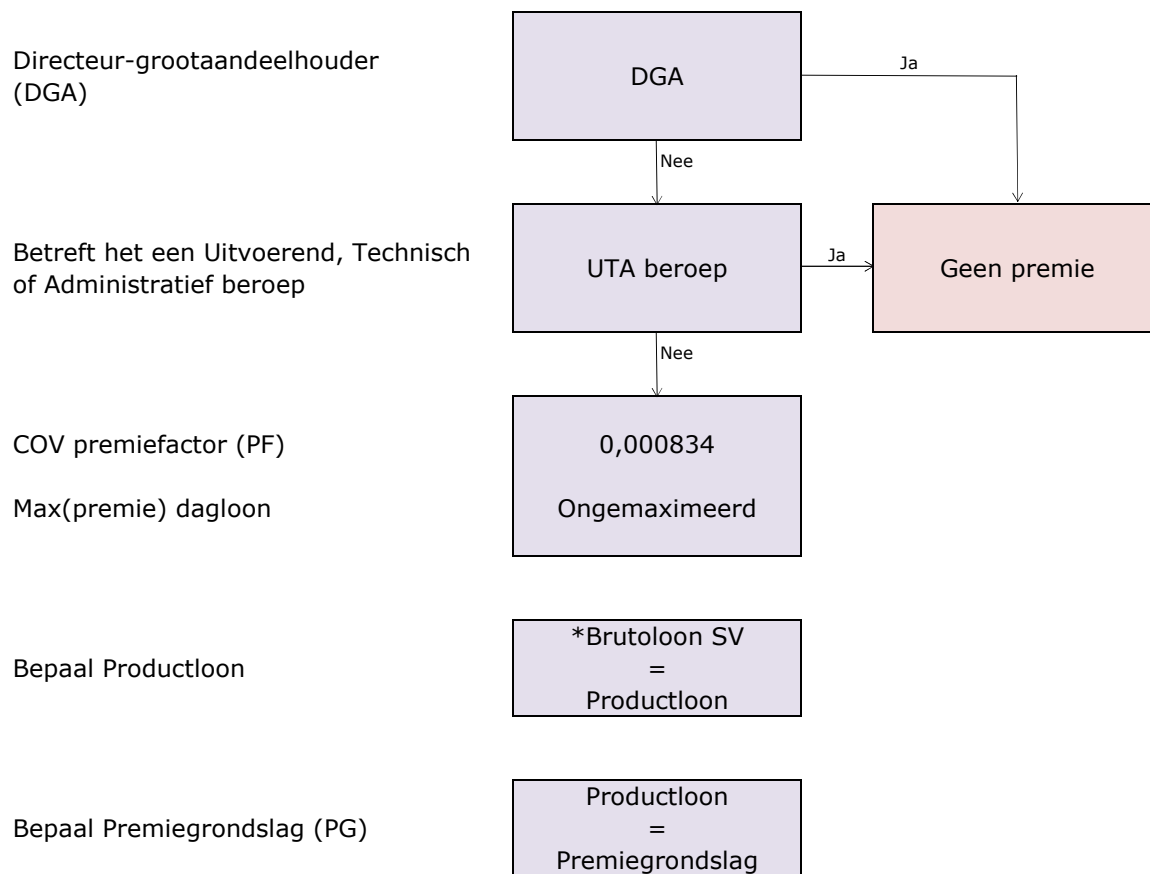 Directeur-grootaandeelhouder
(DGA)
DGA
Ja
Nee
Betreft het een Uitvoerend, Technisch
of Administratief beroep
UTA beroep
Ja
Geen premie
Nee
COV premiefactor (PF)
0,000834
Max(premie) dagloon
Ongemaximeerd
Bepaal Productloon
*Brutoloon SV
=
Productloon
Bepaal Premiegrondslag (PG)
Productloon
=
Premiegrondslag